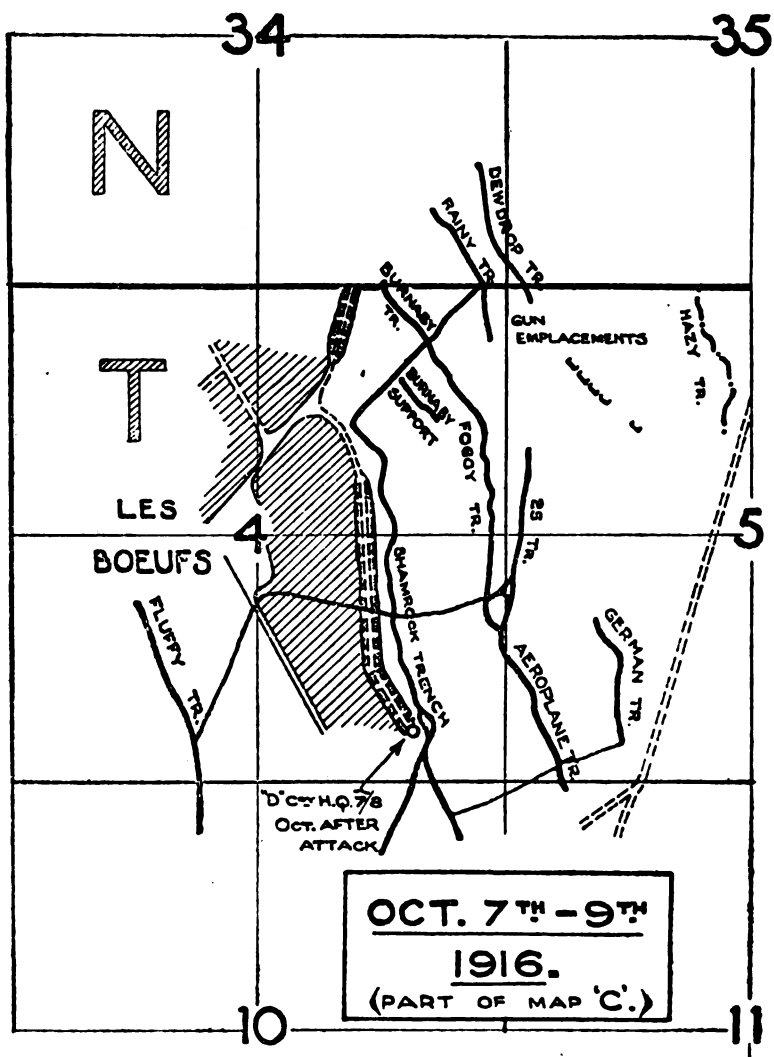 34
35
N
DEWDROP TR.
RAINY TR.
BURNABY
TR.
GUN
EMPLACEMENTS
HAZY TR.
T
BURNABY
SUPPORT
FOGGY TR.
LES
BOEUFS
4
2S TR.
5
SHAMROCK TRENCH
FLUFFY TR.
AEROPLANE TR
GERMAN TR.
"D" COY H.Q. 7/8
OCT. AFTER
ATTACK
OCT. 7TH - 9TH
1916.
(PART OF MAP 'C'.)
10
11